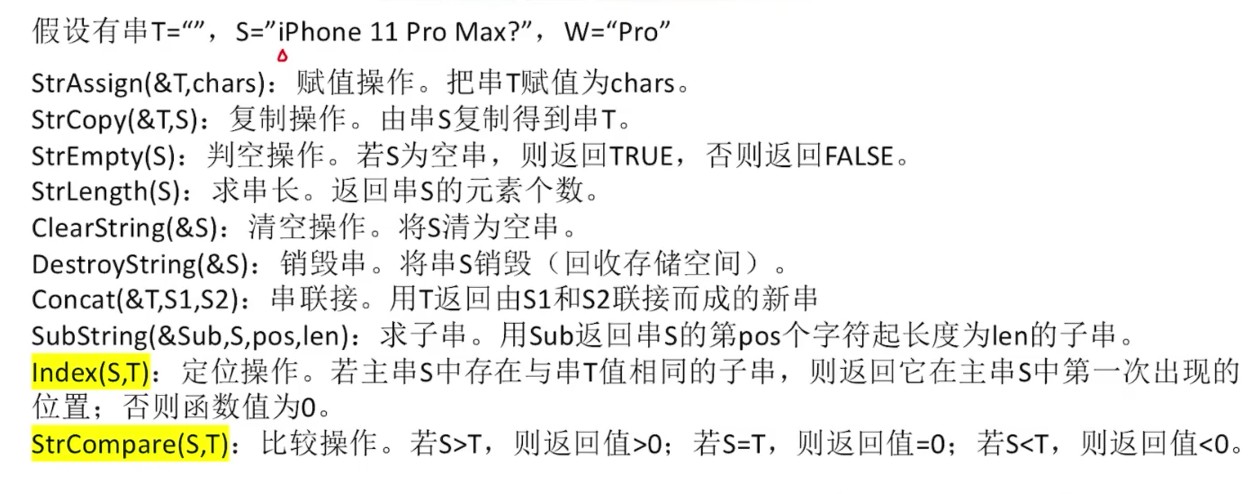 假设有串T=“”，S=”iPhone 11 Pro Max?”，W=“Pro”
StrAssign(&T,chars)：赋值操作。把串T赋值为chars。
StrCopy(&T,S)：复制操作。由串S复制得到串T。
StrEmpty(S)：判空操作。若S为空串，则返回TRUE，否则返回FALSE。
StrLength(S)：求串长。返回串S的元素个数。
ClearString(&S)：清空操作。将S清为空串。
DestroyString(&S)：销毁串。将串S销毁（回收存储空间）。
Concat(&T,S1,S2)：串联接。用T返回由S1和S2联接而成的新串
SubString(&Sub,S,pos,len)：求子串。用Sub返回串S的第pos个字符起长度为len的子串。
Index(S,T)：定位操作。若主串S中存在与串T值相同的子串，则返回它在主串S中第一次出现的
位置；否则函数值为0。
StrCompare(S,T)：比较操作。若S>T，则返回值>0；若S=T，则返回值=0；若S<T，则返回值<0。